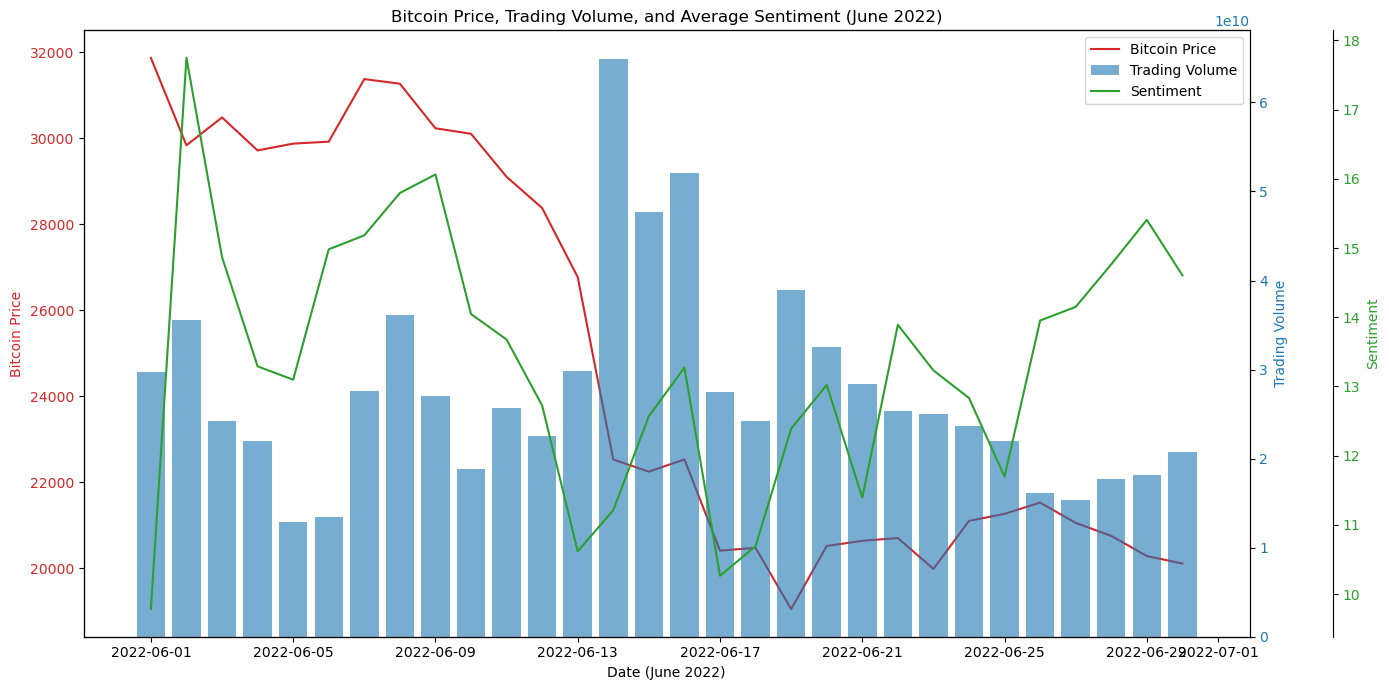 Bitcoin Price, Trading Volume, and Average Sentiment (June 2022)
1e10
Bitcoin Price
Trading Volume
Sentiment
32000
30000
28000
26000
24000
22000
20000
Bitcoin Price
6
5
4
3
2
1
0
Trading Volume
18
17
16
15
14
13
12
11
10
Sentiment
2022-06-01 2022-06-05 2022-06-09 2022-06-13 2022-06-17 2022-06-21 2022-06-25 2022-06-29 2022-07-01
Date (June 2022)